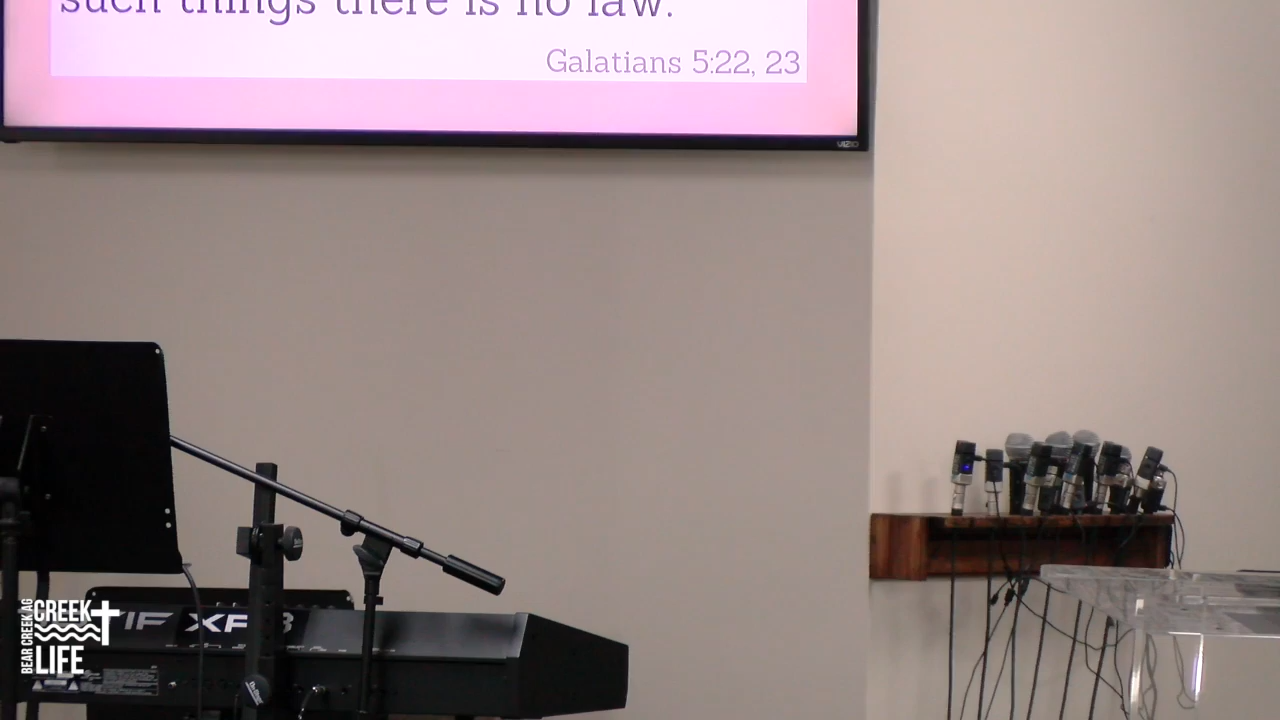 such things there is no law.
Galatians 5:22, 23
VIZIO
BEAR CREEK AG
CREEK
LIFE